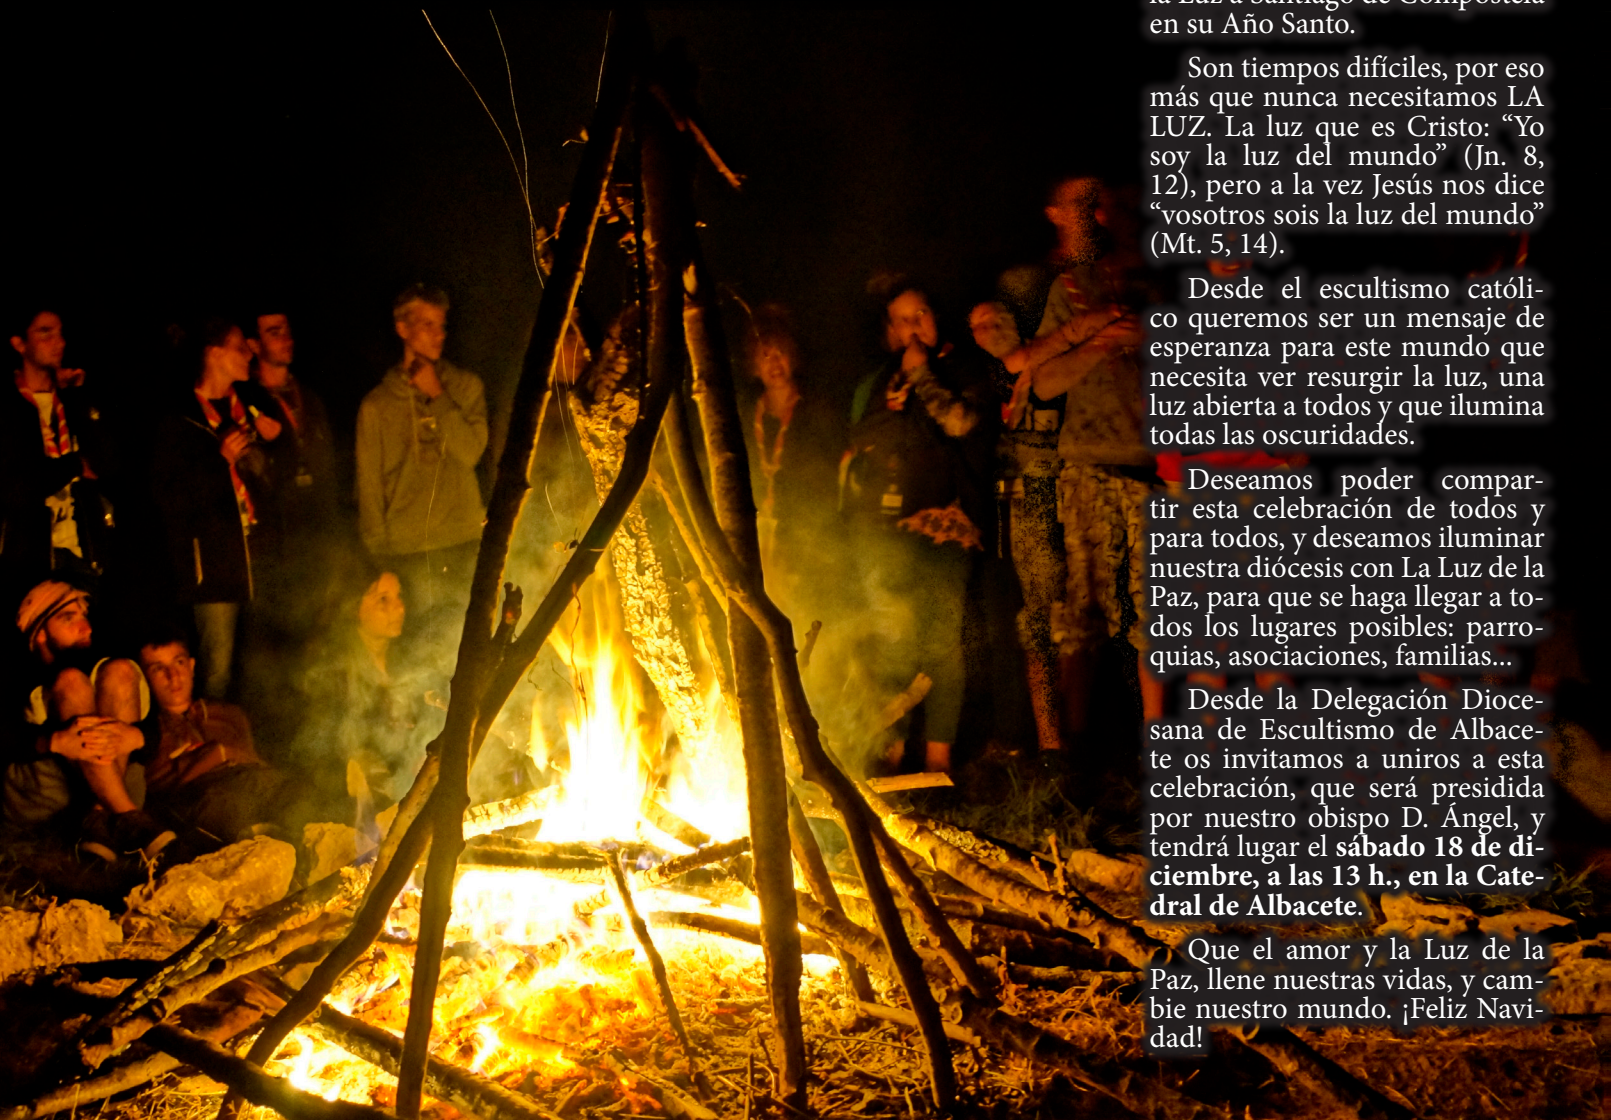 la Luz a Santiago de Compostela
en su Año Santo.
Son tiempos difíciles, por eso
más que nunca necesitamos LA
LUZ. La luz que es Cristo: “Yo
soy la luz del mundo” (Jn. 8,
12), pero a la vez Jesús nos dice
“vosotros sois la luz del mundo”
(Mt. 5, 14).
Desde el escultismo católi-
co queremos ser un mensaje de
esperanza para este mundo que
necesita ver resurgir la luz, una
luz abierta a todos y que ilumina
todas las oscuridades.
Deseamos poder compar-
tir esta celebración de todos y
para todos, y deseamos iluminar
nuestra diócesis con La Luz de la
Paz, para que se haga llegar a to-
dos los lugares posibles: parro-
quias, asociaciones, familias...
Desde la Delegación Dioce-
sana de Escultismo de Albace-
te os invitamos a uniros a esta
celebración, que será presidida
por nuestro obispo D. Ángel, y
tendrá lugar el sábado 18 de di-
ciembre, a las 13 h., en la Cate-
dral de Albacete.
Que el amor y la Luz de la
Paz, llene nuestras vidas, y cam-
bie nuestro mundo. ¡Feliz Navi-
dad!